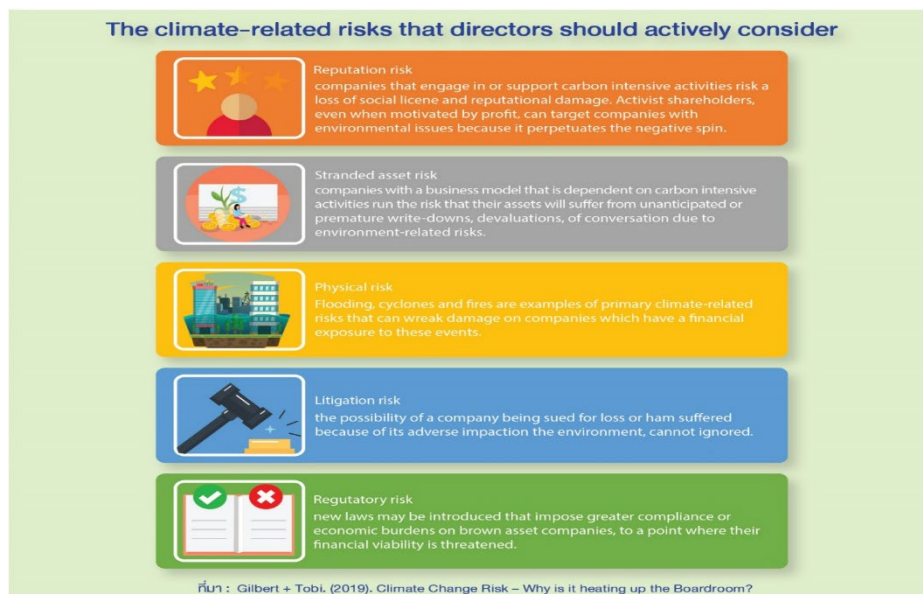 The climate-related risks that directors should actively consider
Reputation risk
companies that engage in or support carbon intensive activities risk a
loss of social licene and reputational damage. Activist shareholders,
even when motivated by profit, can target companies with
environmental issues because it perpetuates the negative spin.
Stranded asset risk
companies with a business model that is dependent on carbon intensive
activities run the risk that their assets will suffer from unanticipated or
premature write-downs, devaluations, of conversation due to
environment-related risks.
Physical risk
Flooding, cyclones and fires are examples of primary climate-related
risks that can wreak damage on companies which have a financial
exposure to these events.
Litigation risk
the possibility of a company being sued for loss or ham suffered
because of its adverse impaction the environment, cannot ignored.
Regutatory risk
new laws may be introduced that impose greater compliance or
economic burdens on brown asset companies, to a point where their
financial viability is threatened.
ที่มา : Gilbert + Tobi. (2019). Climate Change Risk – Why is it heating up the Boardroom?